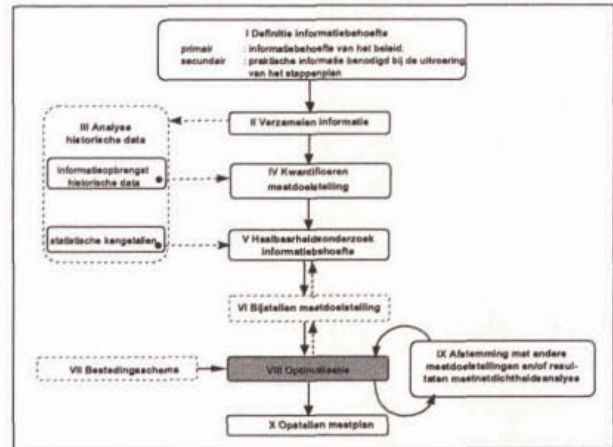 I Definitie informatiebehoefte
primair : informatiebehoefte van het beleid.
secundair : praktische informatie benodigd bij de uitvoering
van het stappenplan
III Analyse
historische data
II Verzamelen informatie
informatieopbrengst
historische data
IV Kwantificeren
meetdoelstelling
statistische kengetallen
V Haalbaarheidsonderzoek
informatiebehoefte
VI Bijstellen meetdoelstelling
VII Bestedingsschema
VIII Optimalisatie
IX Afstemming met andere
meetdoelstellingen en/of resul-
taten meetnetdichtheidsanalyse
X Opstellen meetplan